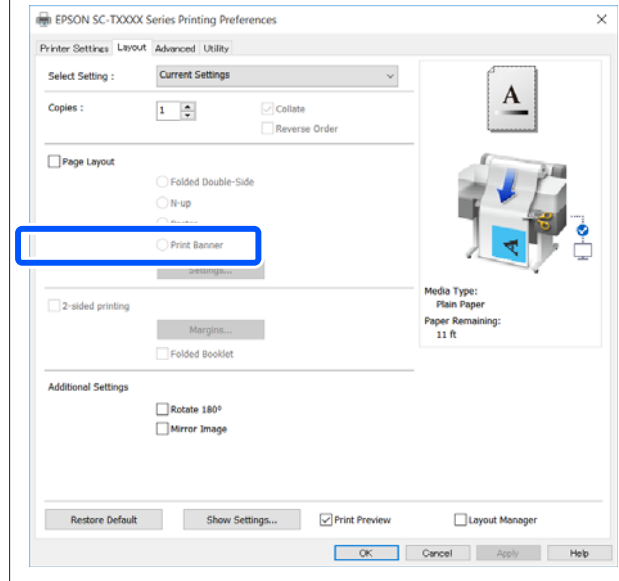 EPSON SC-TXXXX Series Printing Preferences
Printer Settings Layout Advanced Utility
Select Setting : Current Settings
Copies : 1 Collate
Reverse Order
Page Layout
Folded Double-Side
N-up
Print Banner
Settings...
2-sided printing
Margins...
Folded Booklet
Additional Settings
Rotate 180°
Mirror Image
A
Media Type:
Plain Paper
Paper Remaining:
11 ft
Restore Default Show Settings... Print Preview Layout Manager
OK Cancel Apply Help